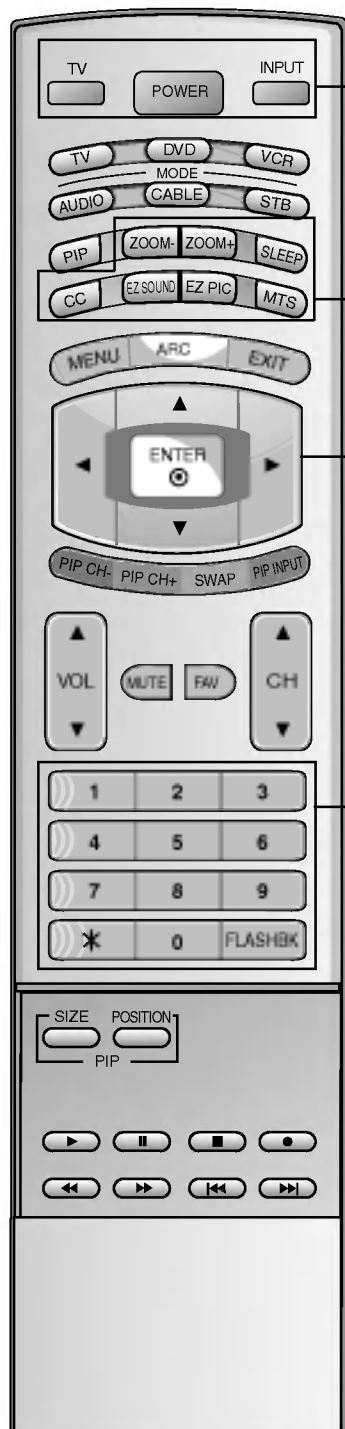 TV POWER INPUT
TV DVD VCR
MODE
AUDIO CABLE STB
PIP ZOOM- ZOOM+ SLEEP
CC EZ SOUND EZ PIC MTS
MENU ARC EXIT
ENTER
PIP CH- PIP CH+ SWAP PIP INPUT
VOL MUTE FAV CH
1 2 3
4 5 6
7 8 9
* 0 FLASHBK
SIZE POSITION
PIP